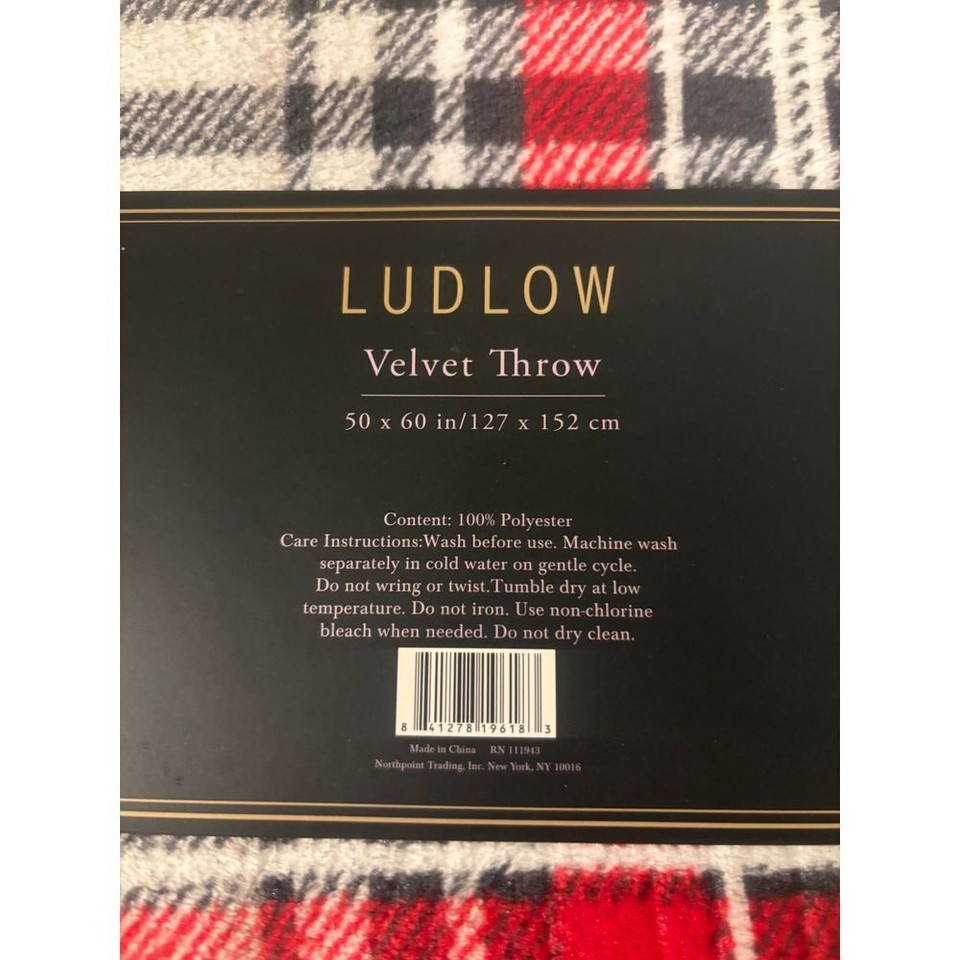 LUDLOW
Velvet Throw
50 x 60 in/127 x 152 cm
Content: 100% Polyester
Care Instructions:Wash before use. Machine wash
separately in cold water on gentle cycle.
Do not wring or twist.Tumble dry at low
temperature. Do not iron. Use non-chlorine
bleach when needed. Do not dry clean.
8 41278 19618 3
Made in China RN 111943
Northpoint Trading, Inc. New York, NY 10016